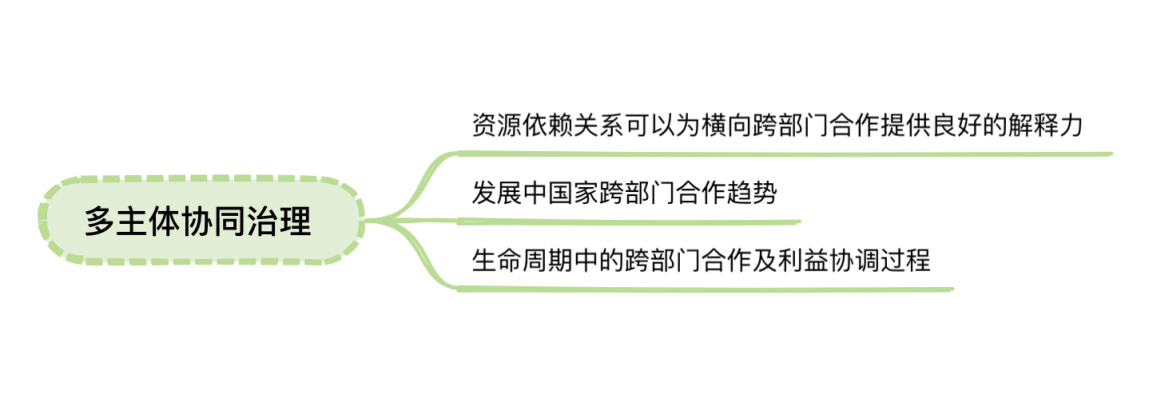 多主体协同治理
资源依赖关系可以为横向跨部门合作提供良好的解释力
发展中国家跨部门合作趋势
生命周期中的跨部门合作及利益协调过程